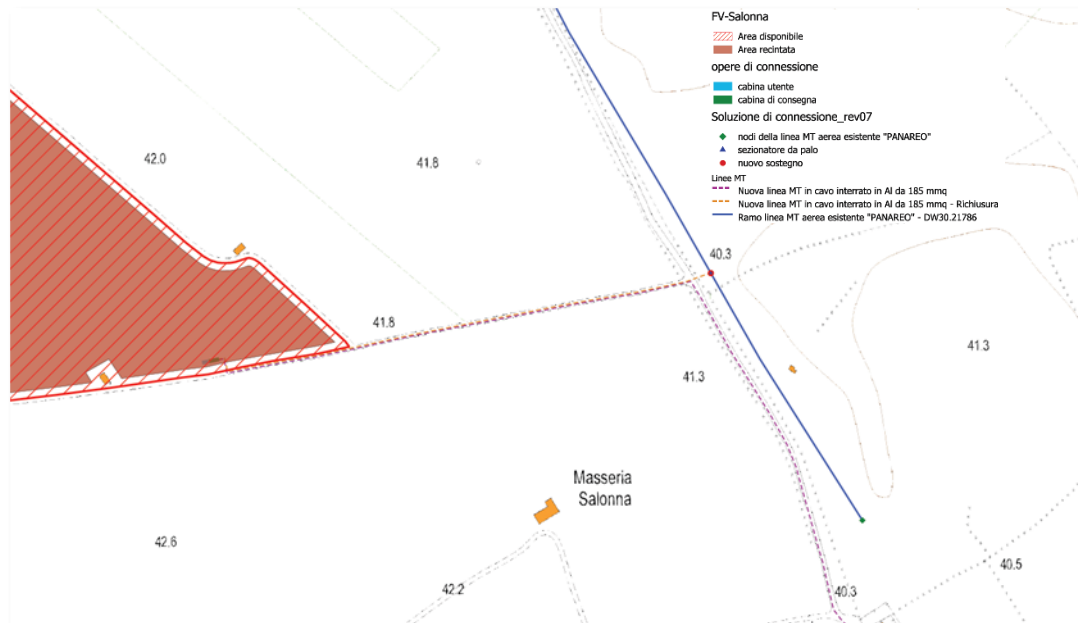 FV-Salonna
Area disponibile
Area recintata
opere di connessione
cabina utente
cabina di consegna
Soluzione di connessione_rev07
nodi della linea MT aerea esistente "PANAREO"
sezionatore da palo
nuovo sostegno
Linee MT
Nuova linea MT in cavo interrato in Al da 185 mmq
Nuova linea MT in cavo interrato in Al da 185 mmq - Richiusura
Ramo linea MT aerea esistente "PANAREO" - DW30.21786
42.0
41.8
40.3
41.8
41.3
41.3
Masseria
Salonna
42.6
42.2
40.3
40.5